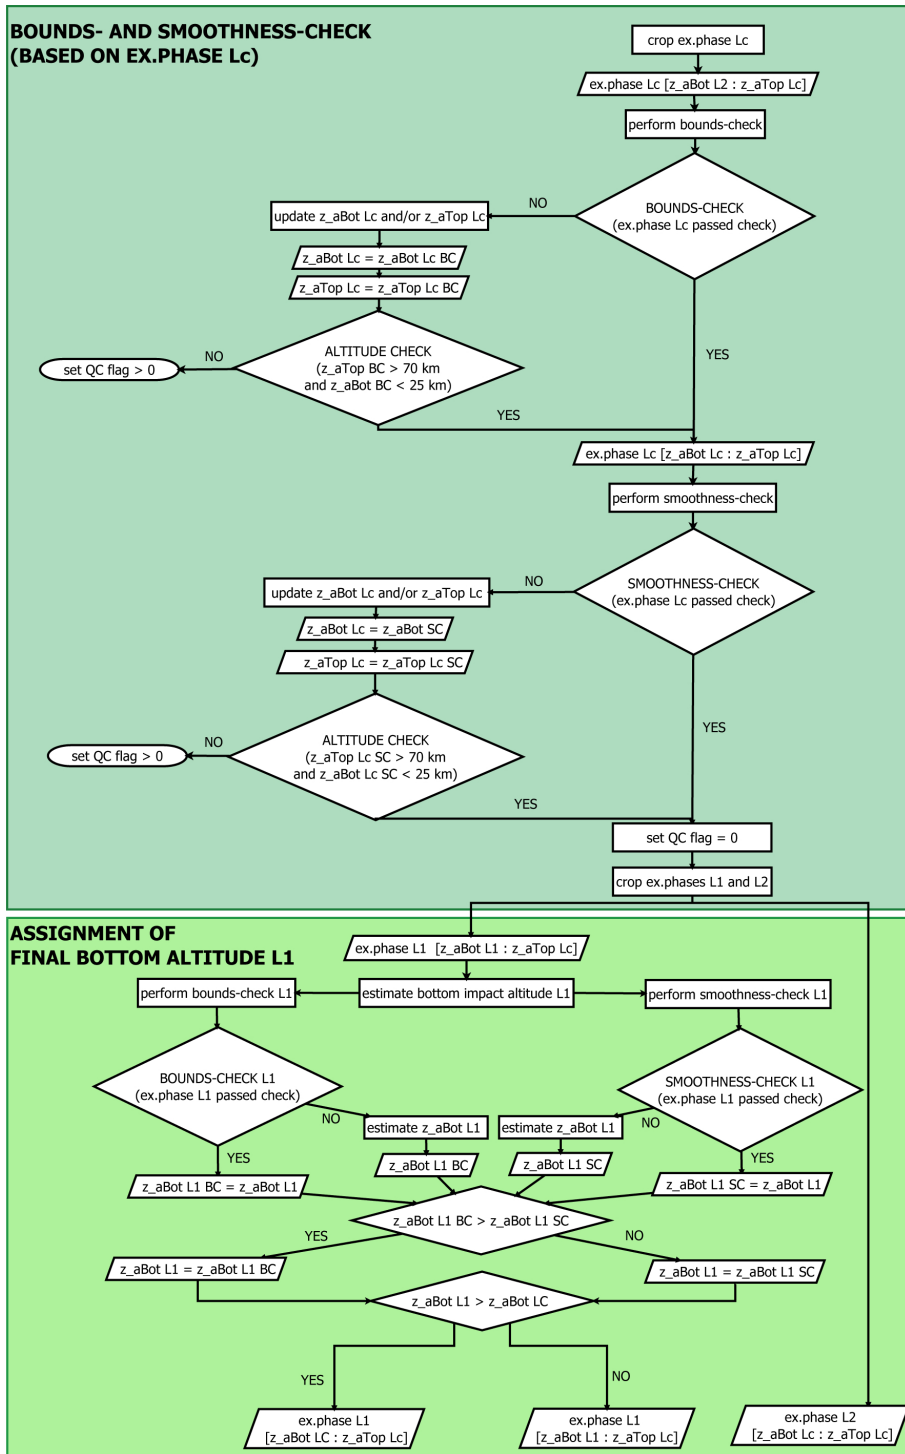 BOUNDS- AND SMOOTHNESS-CHECK
(BASED ON EX.PHASE Lc)
crop ex.phase Lc
ex.phase Lc [z_aBot L2 : z_aTop Lc]
perform bounds-check
BOUNDS-CHECK
(ex.phase Lc passed check)
NO
update z_aBot Lc and/or z_aTop Lc
z_aBot Lc = z_aBot Lc BC
z_aTop Lc = z_aTop Lc BC
ALTITUDE CHECK
(z_aTop BC > 70 km
and z_aBot BC < 25 km)
NO
set QC flag > 0
YES
YES
ex.phase Lc [z_aBot Lc : z_aTop Lc]
perform smoothness-check
SMOOTHNESS-CHECK
(ex.phase Lc passed check)
NO
update z_aBot Lc and/or z_aTop Lc
z_aBot Lc = z_aBot SC
z_aTop Lc = z_aTop Lc SC
ALTITUDE CHECK
(z_aTop Lc SC > 70 km
and z_aBot Lc SC < 25 km)
NO
set QC flag > 0
YES
YES
set QC flag = 0
crop ex.phases L1 and L2
ASSIGNMENT OF
FINAL BOTTOM ALTITUDE L1
ex.phase L1 [z_aBot L1 : z_aTop Lc]
perform bounds-check L1
estimate bottom impact altitude L1
perform smoothness-check L1
BOUNDS-CHECK L1
(ex.phase L1 passed check)
SMOOTHNESS-CHECK L1
(ex.phase L1 passed check)
NO
estimate z_aBot L1
estimate z_aBot L1
NO
YES
z_aBot L1 BC
z_aBot L1 SC
YES
z_aBot L1 BC = z_aBot L1
z_aBot L1 SC = z_aBot L1
z_aBot L1 BC > z_aBot L1 SC
YES
NO
z_aBot L1 = z_aBot L1 BC
z_aBot L1 = z_aBot L1 SC
z_aBot L1 > z_aBot LC
YES
NO
ex.phase L1
[z_aBot LC : z_aTop Lc]
ex.phase L1
[z_aBot L1 : z_aTop Lc]
ex.phase L2
[z_aBot Lc : z_aTop Lc]